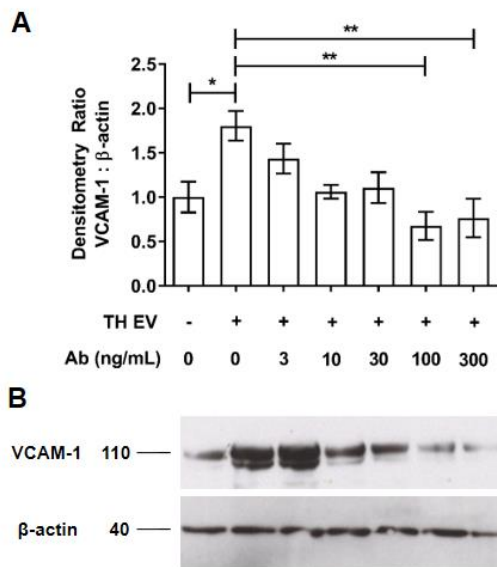 A
**
**
*
Densitometry Ratio
VCAM-1 : β-actin
2.5
2.0
1.5
1.0
0.5
0.0
TH EV - + + + + + +
Ab (ng/mL) 0 0 3 10 30 100 300
B
VCAM-1 110
β-actin 40